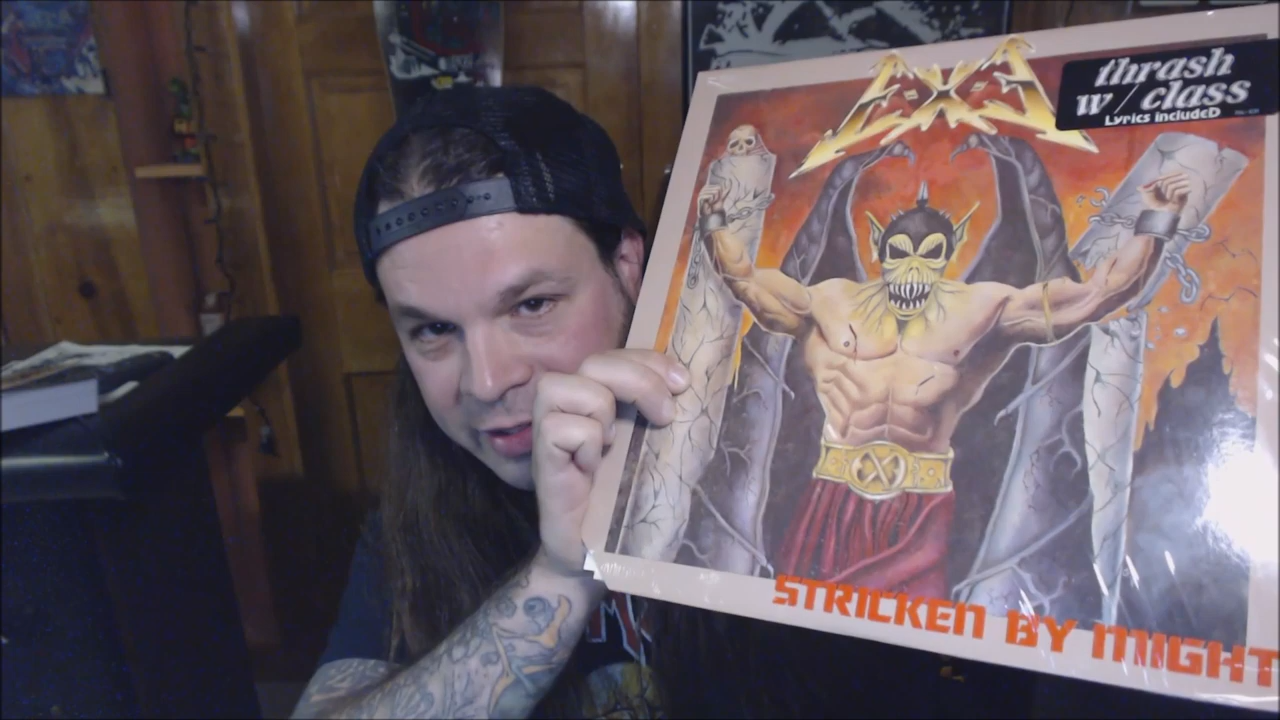 E·X·E
thrash
w/class
Lyrics includeD
STRICKEN BY MIGHT